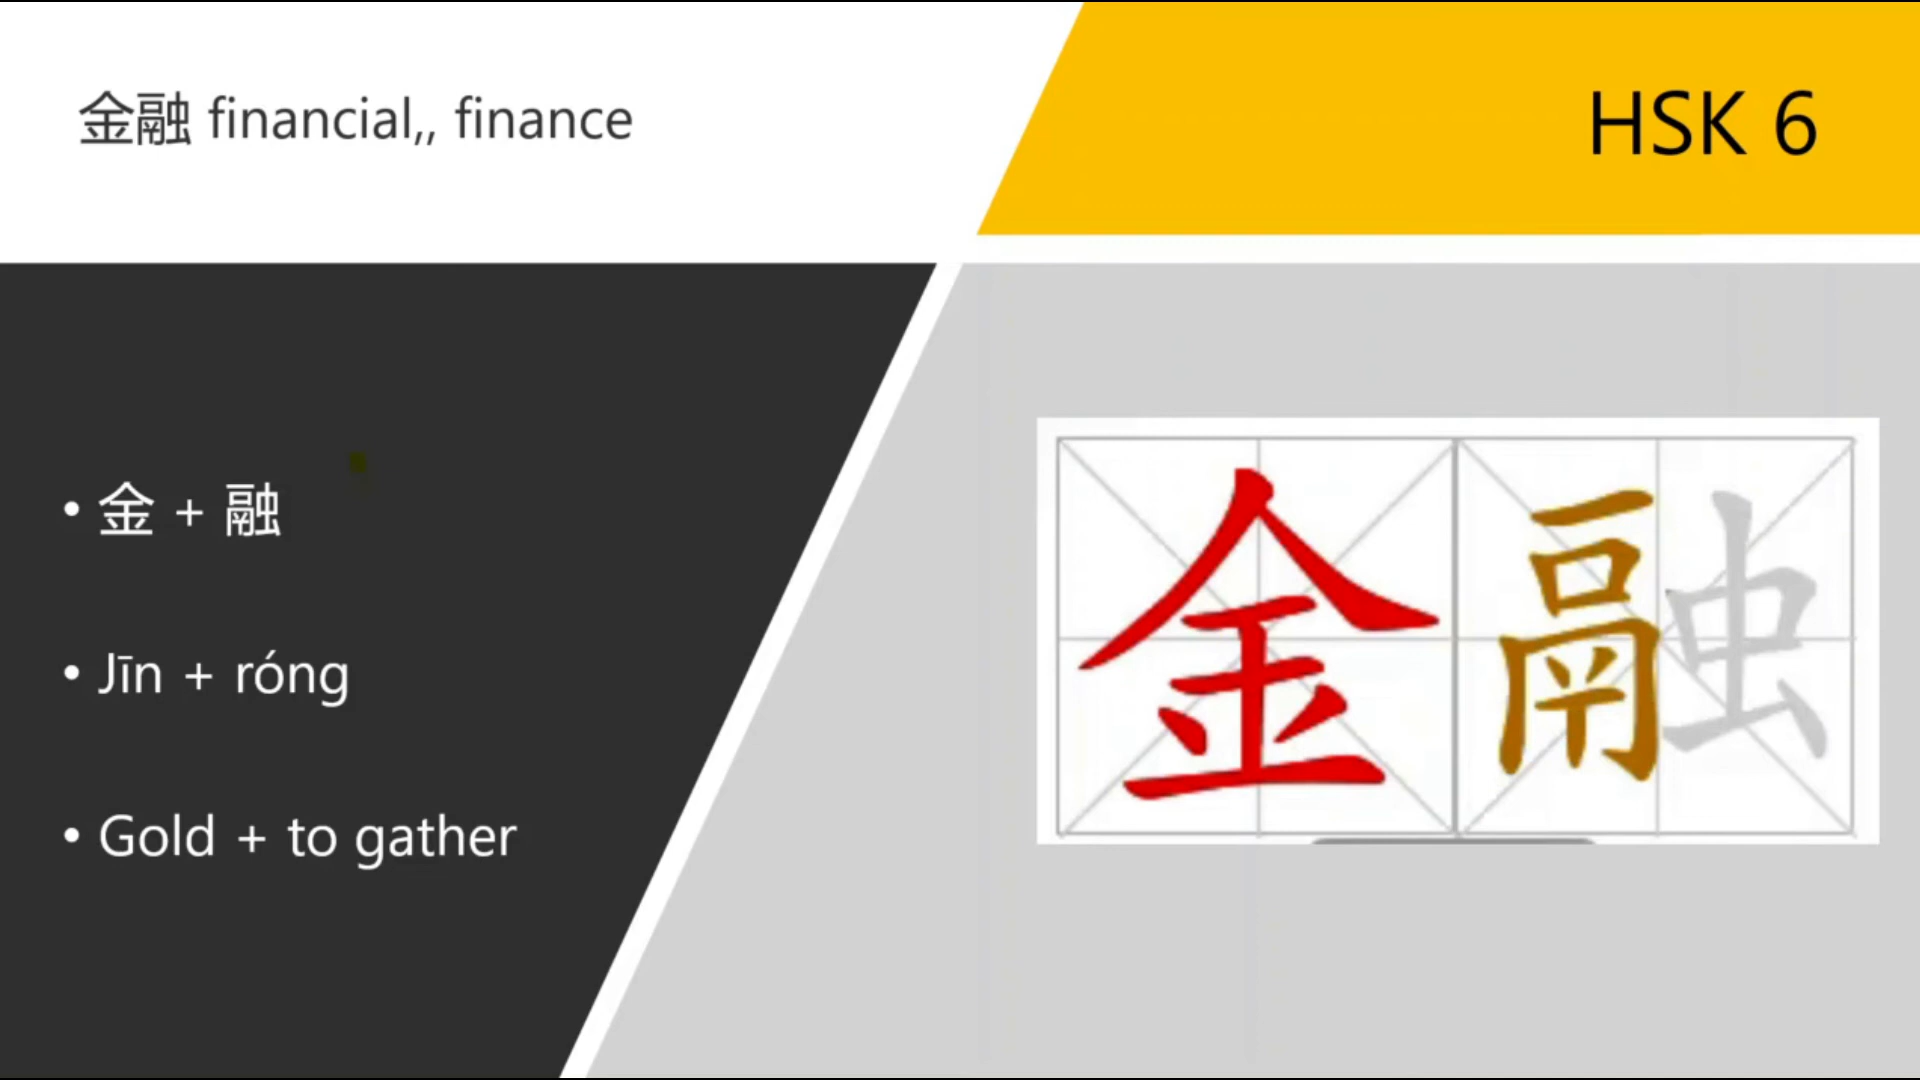 金融 financial,, finance
HSK 6
• 金 + 融
• Jīn + róng
• Gold + to gather
金融